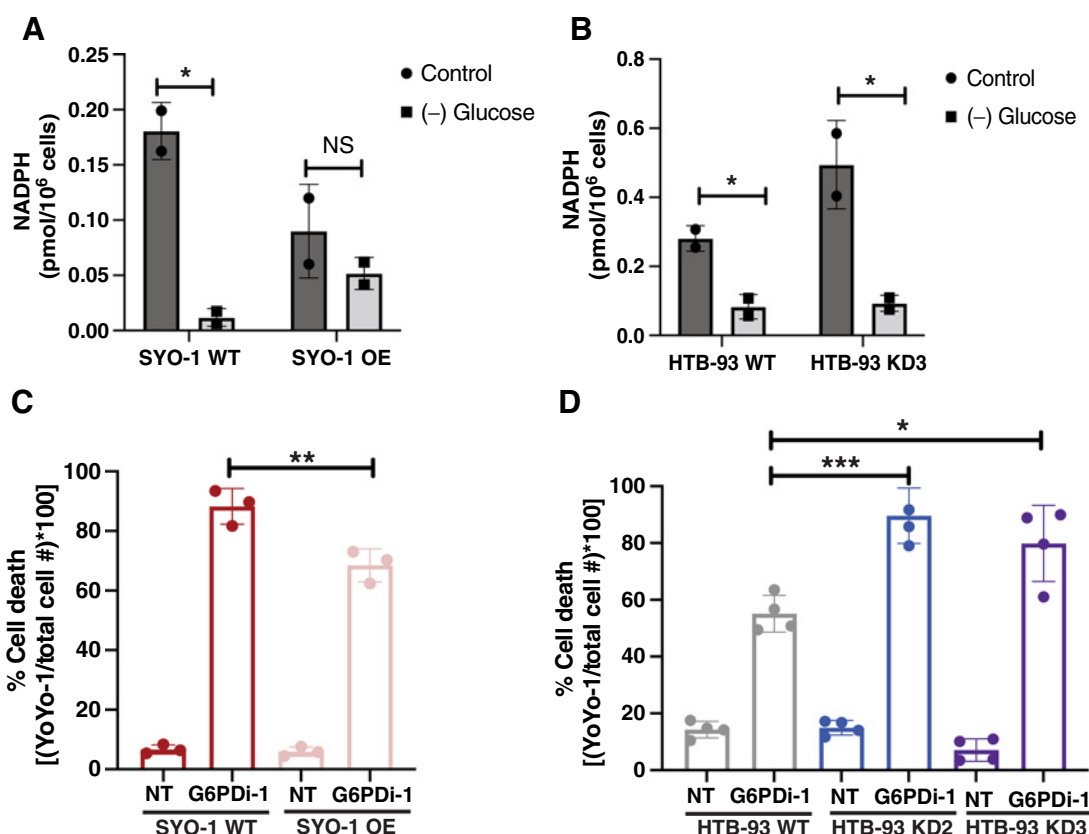 A
NADPH
(pmol/10⁶ cells)
0.25
0.20
0.15
0.10
0.05
0.00
*
NS
Control
(–) Glucose
SYO-1 WT
SYO-1 OE
B
NADPH
(pmol/10⁶ cells)
0.8
0.6
0.4
0.2
0.0
*
*
Control
(–) Glucose
HTB-93 WT
HTB-93 KD3
C
% Cell death
[(YoYo-1/total cell #)*100]
100
80
60
40
20
0
**
NT G6PDi-1 NT G6PDi-1
SYO-1 WT SYO-1 OE
D
% Cell death
[(YoYo-1/total cell #)*100]
100
80
60
40
20
0
*
***
NT G6PDi-1 NT G6PDi-1 NT G6PDi-1
HTB-93 WT HTB-93 KD2 HTB-93 KD3